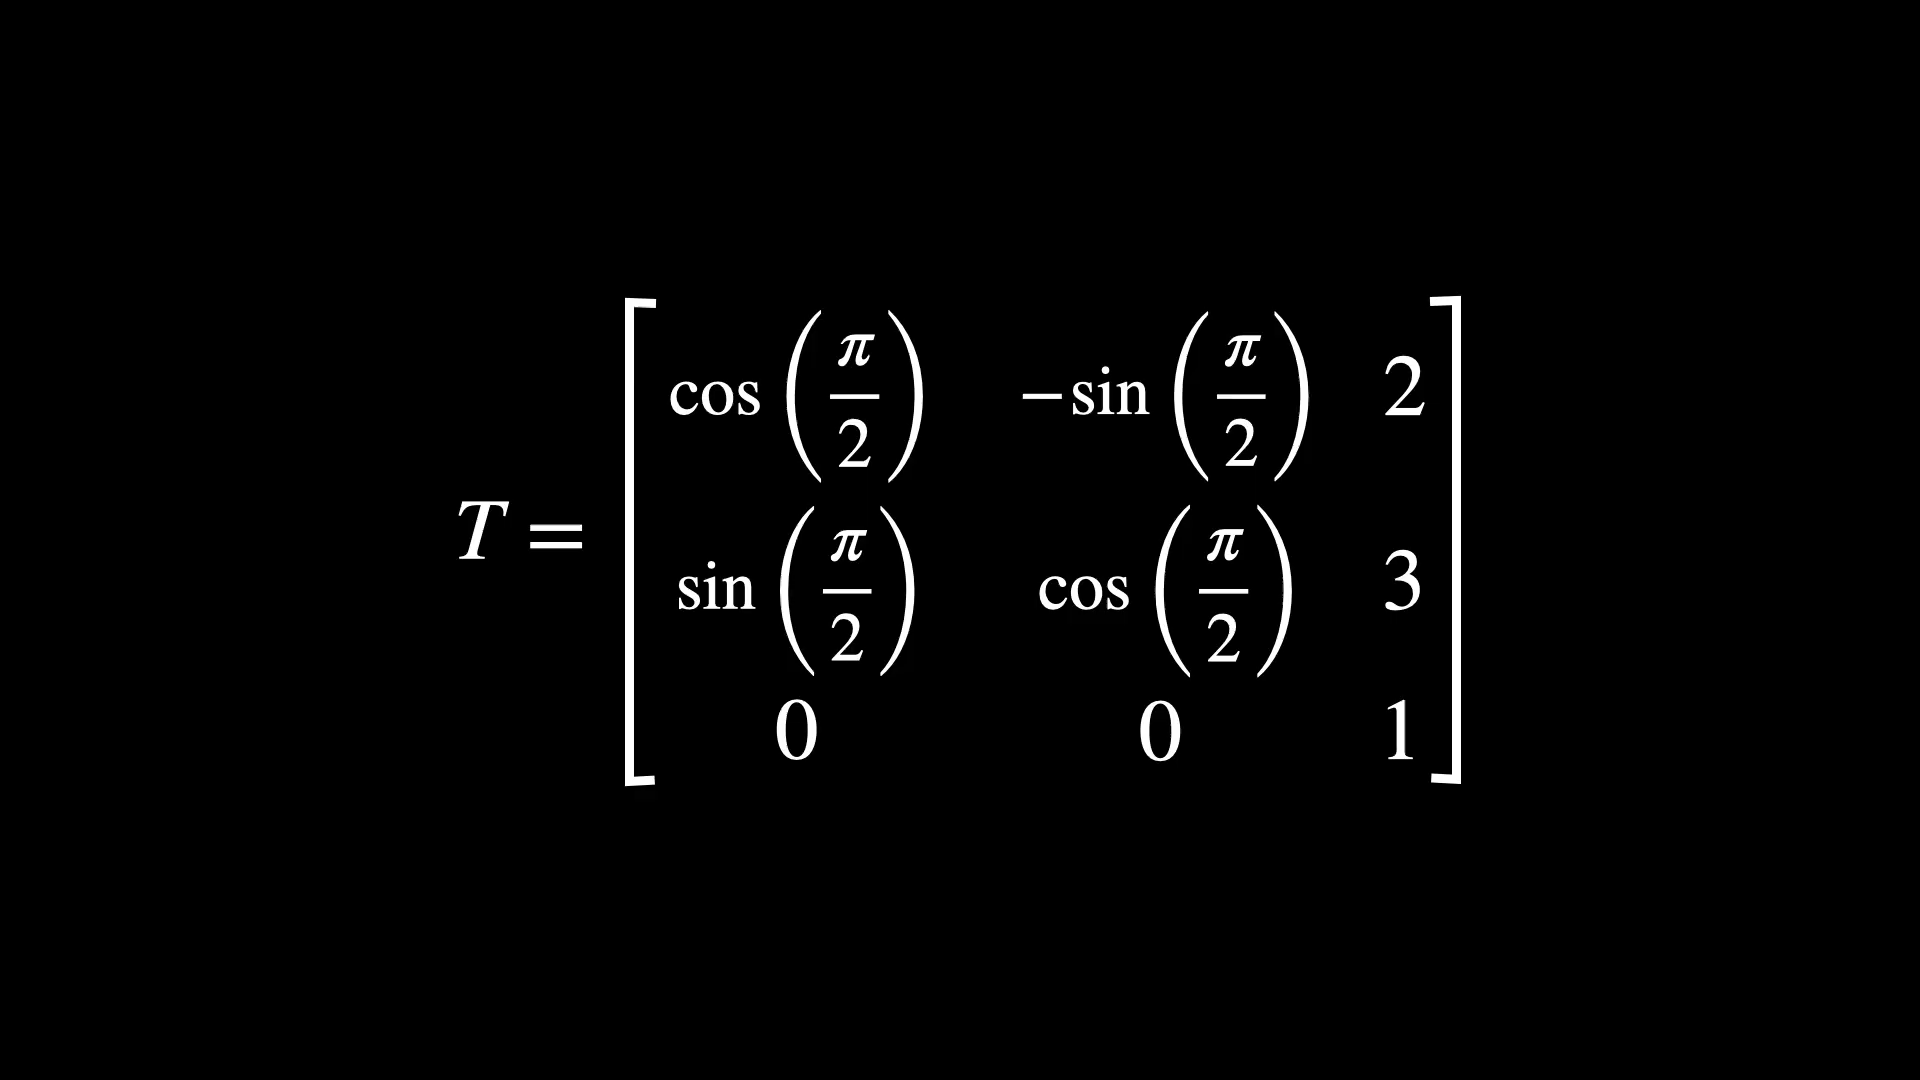 T = [ cos(π/2) −sin(π/2) 2
sin(π/2) cos(π/2) 3
0 0 1 ]